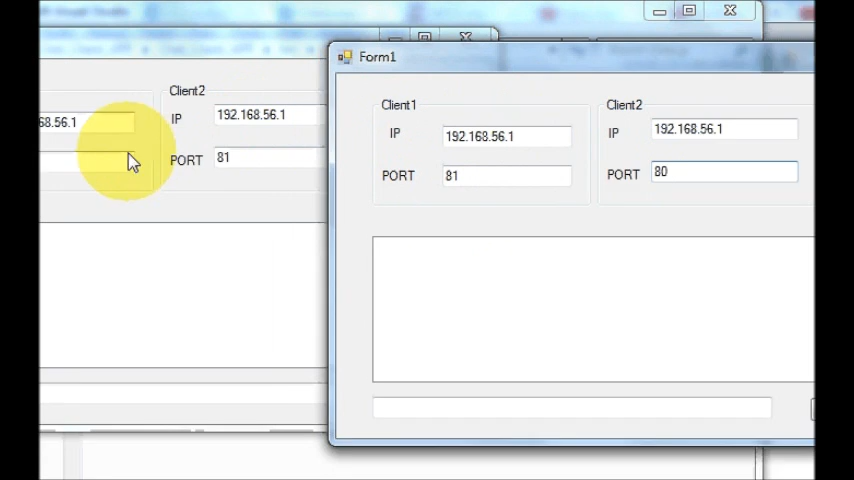 Form1
Client2
IP
192.168.56.1
68.56.1
PORT
81
Client1
IP
192.168.56.1
PORT
81
Client2
IP
192.168.56.1
PORT
80